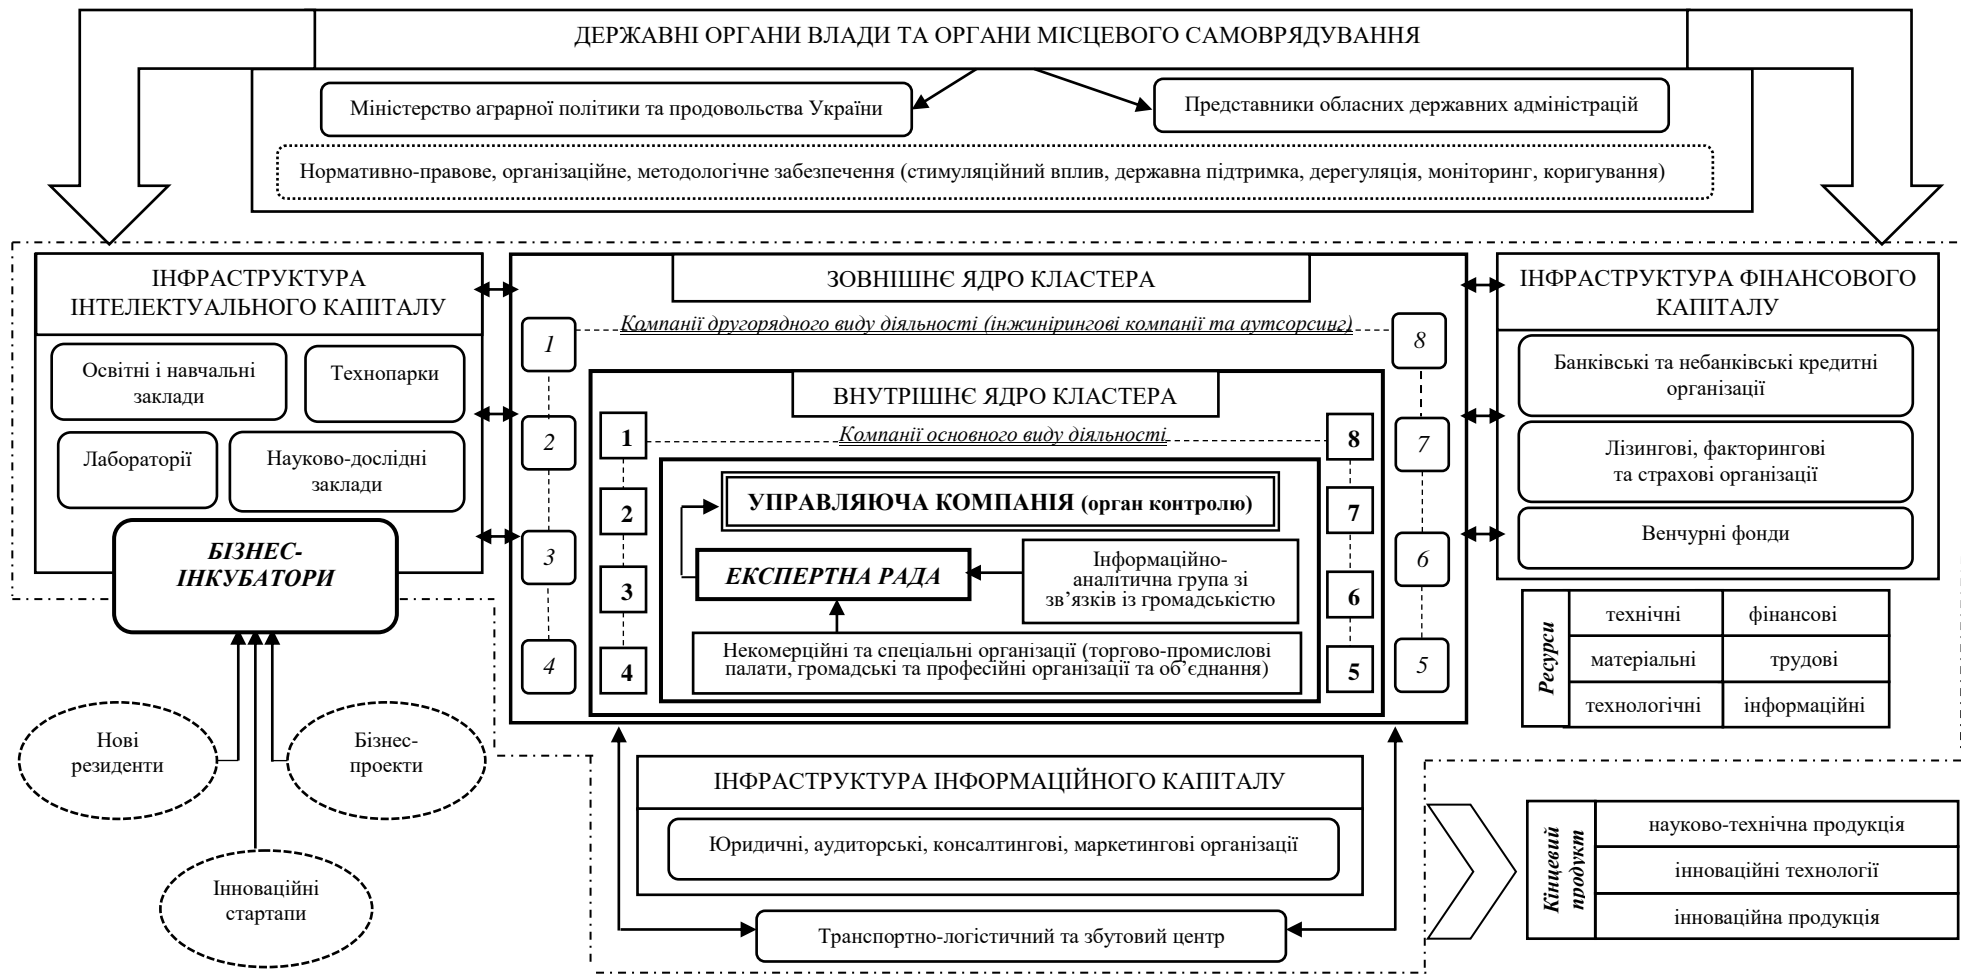 ДЕРЖАВНІ ОРГАНИ ВЛАДИ ТА ОРГАНИ МІСЦЕВОГО САМОВРЯДУВАННЯ
Міністерство аграрної політики та продовольства України
Представники обласних державних адміністрацій
Нормативно-правове, організаційне, методологічне забезпечення (стимуляційний вплив, державна підтримка, дерегуляція, моніторинг, коригування)
ІНФРАСТРУКТУРА
ІНТЕЛЕКТУАЛЬНОГО КАПІТАЛУ
Освітні і навчальні
заклади
Технопарки
Лабораторії
Науково-дослідні
заклади
БІЗНЕС-
ІНКУБАТОРИ
Нові
резиденти
Бізнес-
проекти
Інноваційні
стартапи
ЗОВНІШНЄ ЯДРО КЛАСТЕРА
Компанії другорядного виду діяльності (інжинірингові компанії та аутсорсинг)
1
2
3
4
8
7
6
5
ВНУТРІШНЄ ЯДРО КЛАСТЕРА
Компанії основного виду діяльності
1
2
3
4
8
7
6
5
УПРАВЛЯЮЧА КОМПАНІЯ (орган контролю)
ЕКСПЕРТНА РАДА
Інформаційно-
аналітична група зі
зв’язків із громадськістю
Некомерційні та спеціальні організації (торгово-промислові
палати, громадські та професійні організації та об’єднання)
ІНФРАСТРУКТУРА ФІНАНСОВОГО
КАПІТАЛУ
Банківські та небанківські кредитні
організації
Лізингові, факторингові
та страхові організації
Венчурні фонди
Ресурси
технічні
фінансові
матеріальні
трудові
технологічні
інформаційні
ІНФРАСТРУКТУРА ІНФОРМАЦІЙНОГО КАПІТАЛУ
Юридичні, аудиторські, консалтингові, маркетингові організації
Транспортно-логістичний та збутовий центр
Кінцевий
продукт
науково-технічна продукція
інноваційні технології
інноваційна продукція